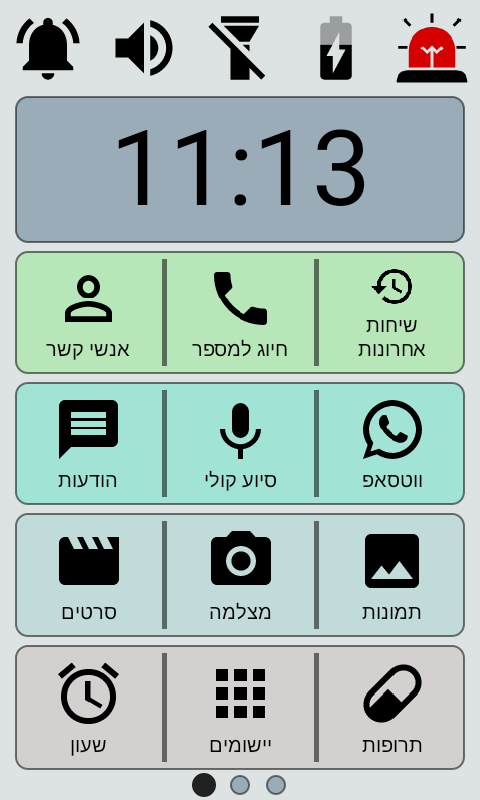 11:13
שיחות
אחרונות
חיוג למספר
אנשי קשר
ווטסאפ
סיוע קולי
הודעות
תמונות
מצלמה
סרטים
תרופות
יישומים
שעון